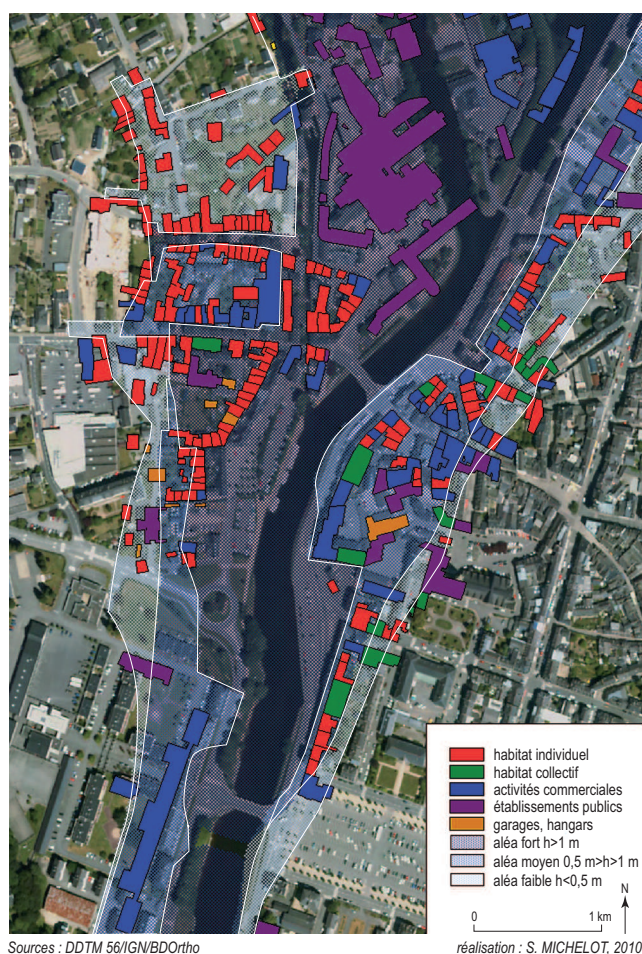 habitat individuel
habitat collectif
activités commerciales
établissements publics
garages, hangars
aléa fort h>1 m
aléa moyen 0,5 m>h>1 m
aléa faible h<0,5 m
N
0 1 km
Sources : DDTM 56/IGN/BDOrtho
réalisation : S. MICHELOT, 2010